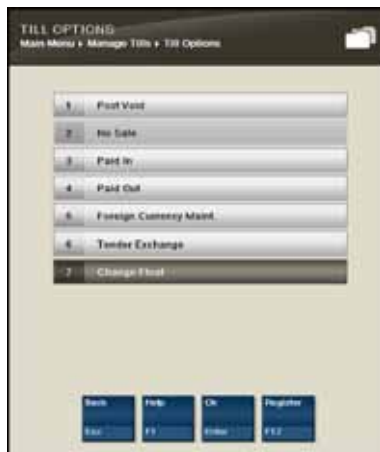 TILL OPTIONS
Main Menu ▸ Manage Tills ▸ Till Options
1 Post Void
2 No Sale
3 Paid In
4 Paid Out
5 Foreign Currency Maint.
6 Tender Exchange
7 Change Float
Back Help Ok Register
Esc F1 Enter F12